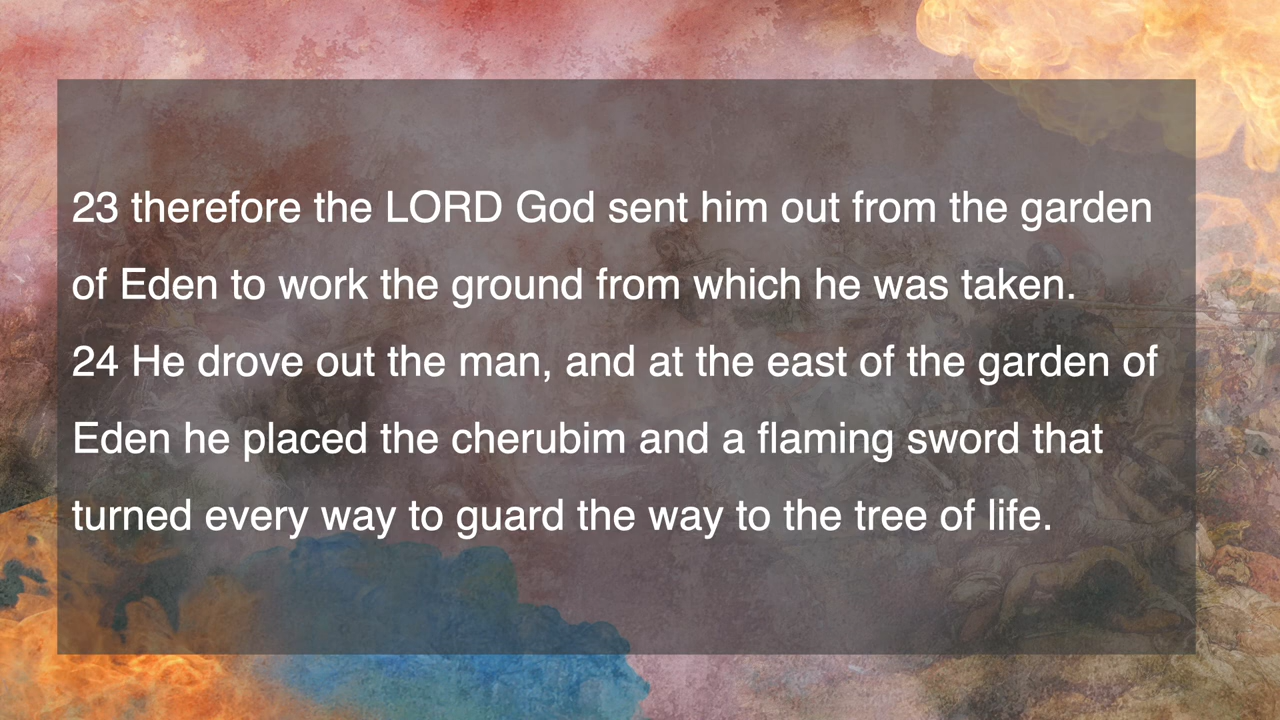 23 therefore the LORD God sent him out from the garden
of Eden to work the ground from which he was taken.
24 He drove out the man, and at the east of the garden of
Eden he placed the cherubim and a flaming sword that
turned every way to guard the way to the tree of life.